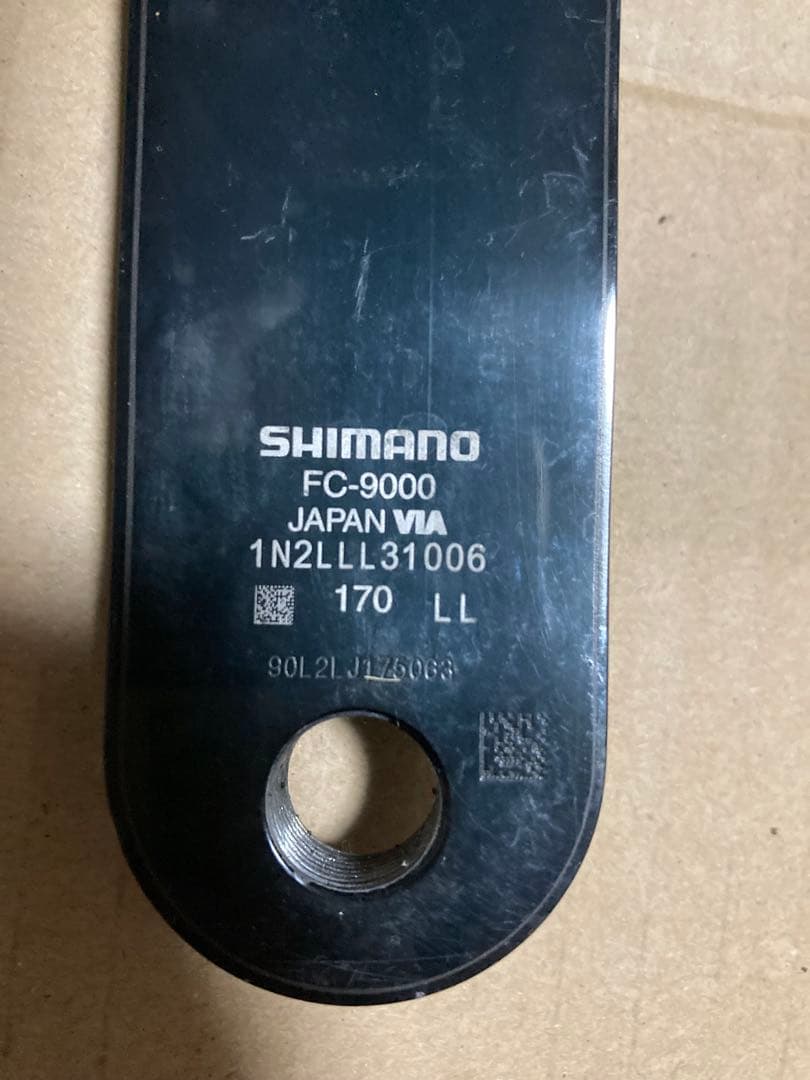 SHIMANO
FC-9000
JAPAN VIA
1N2LLL31006
170 LL
90L2LJ175063